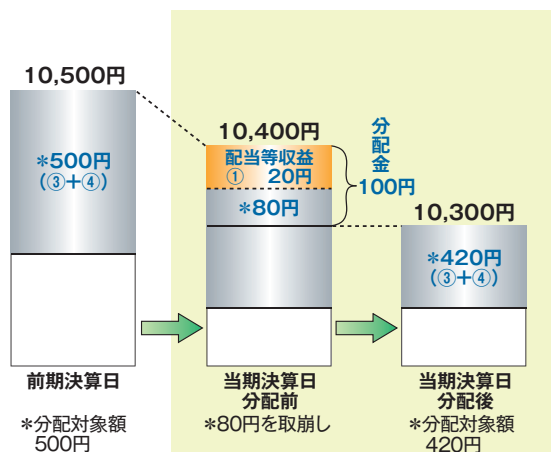 10,500円
*500円
(③+④)
前期決算日
*分配対象額
500円
10,400円
配当等収益
① 20円
*80円
分配金
100円
当期決算日
分配前
*80円を取崩し
10,300円
*420円
(③+④)
当期決算日
分配後
*分配対象額
420円